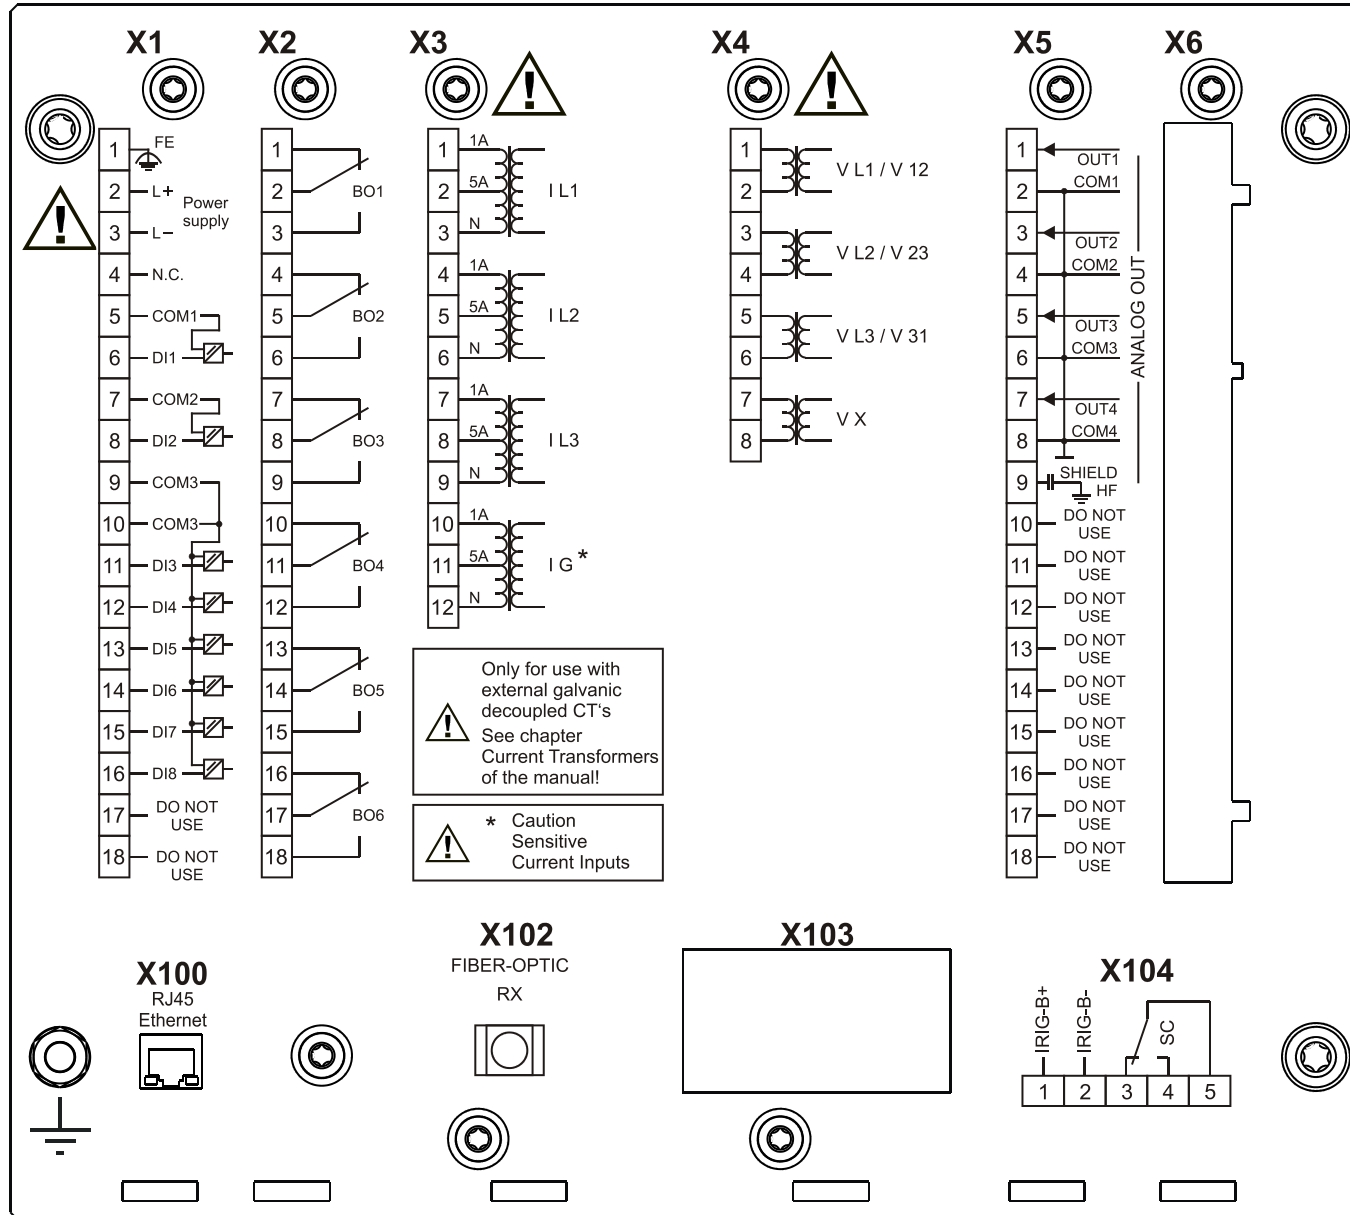 X1
X2
X3
X4
X5
X6
1 FE
2 L+
3 L−
Power
supply
4 N.C.
5 COM1
6 DI1
7 COM2
8 DI2
9 COM3
10 COM3
11 DI3
12 DI4
13 DI5
14 DI6
15 DI7
16 DI8
17 DO NOT
USE
18 DO NOT
USE
1
2 BO1
3
4
5 BO2
6
7
8 BO3
9
10
11 BO4
12
13
14 BO5
15
16
17 BO6
18
1 1A
2 5A I L1
3 N
4 1A
5 5A I L2
6 N
7 1A
8 5A I L3
9 N
10 1A
11 5A I G *
12 N
Only for use with
external galvanic
decoupled CT‘s
See chapter
Current Transformers
of the manual!
* Caution
Sensitive
Current Inputs
1
2
V L1 / V 12
3
4
V L2 / V 23
5
6
V L3 / V 31
7
8
V X
1 OUT1
2 COM1
3 OUT2
4 COM2
5 OUT3
6 COM3
7 OUT4
8 COM4
ANALOG OUT
9 SHIELD
HF
10 DO NOT
USE
11 DO NOT
USE
12 DO NOT
USE
13 DO NOT
USE
14 DO NOT
USE
15 DO NOT
USE
16 DO NOT
USE
17 DO NOT
USE
18 DO NOT
USE
X100
RJ45
Ethernet
X102
FIBER-OPTIC
RX
X103
X104
IRIG-B+
IRIG-B-
SC
1 2 3 4 5